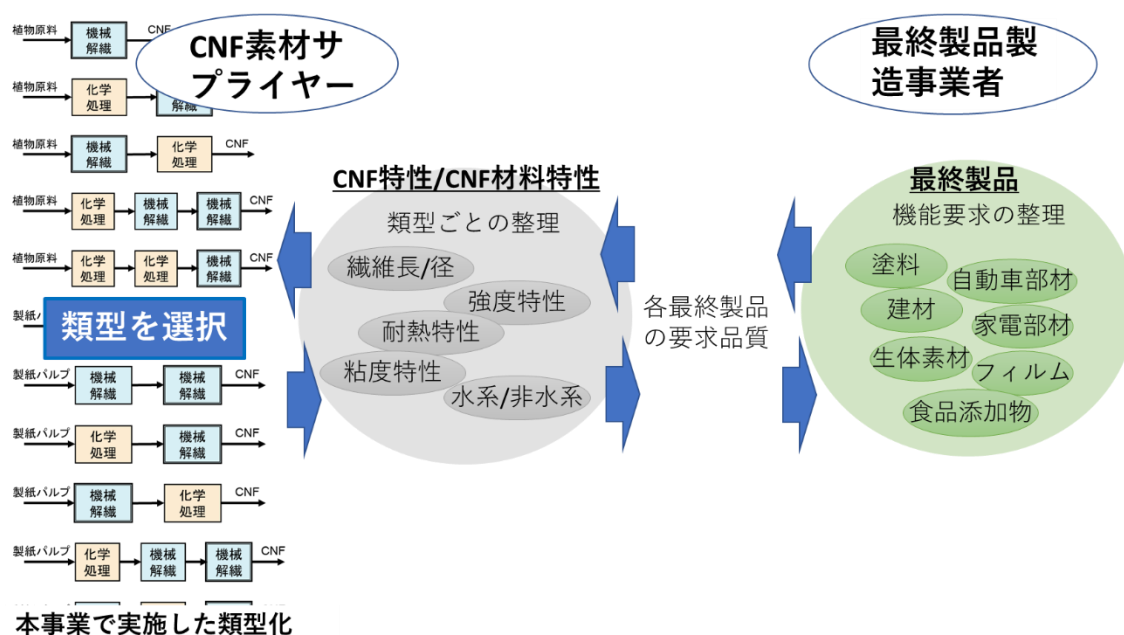 植物原料
機械
解繊
CNF
CNF素材サ
プライヤー
最終製品製
造事業者
植物原料
化学
処理
解繊
植物原料
機械
解繊
化学
処理
CNF
植物原料
化学
処理
機械
解繊
機械
解繊
CNF
植物原料
化学
処理
化学
処理
機械
解繊
CNF
製紙パ
類型を選択
製紙パルプ
機械
解繊
機械
解繊
CNF
製紙パルプ
化学
処理
機械
解繊
CNF
製紙パルプ
機械
解繊
化学
処理
CNF
製紙パルプ
化学
処理
機械
解繊
機械
解繊
CNF
本事業で実施した類型化
CNF特性/CNF材料特性
類型ごとの整理
繊維長/径
強度特性
耐熱特性
粘度特性
水系/非水系
各最終製品
の要求品質
最終製品
機能要求の整理
塗料
自動車部材
建材
家電部材
生体素材
フィルム
食品添加物